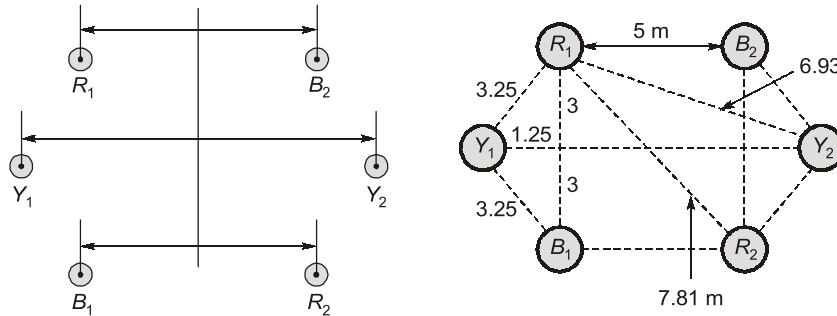 R₁
B₂
Y₁
Y₂
B₁
R₂
R₁
5 m
B₂
6.93
3.25
3
Y₁
1.25
Y₂
3.25
3
B₁
R₂
7.81 m